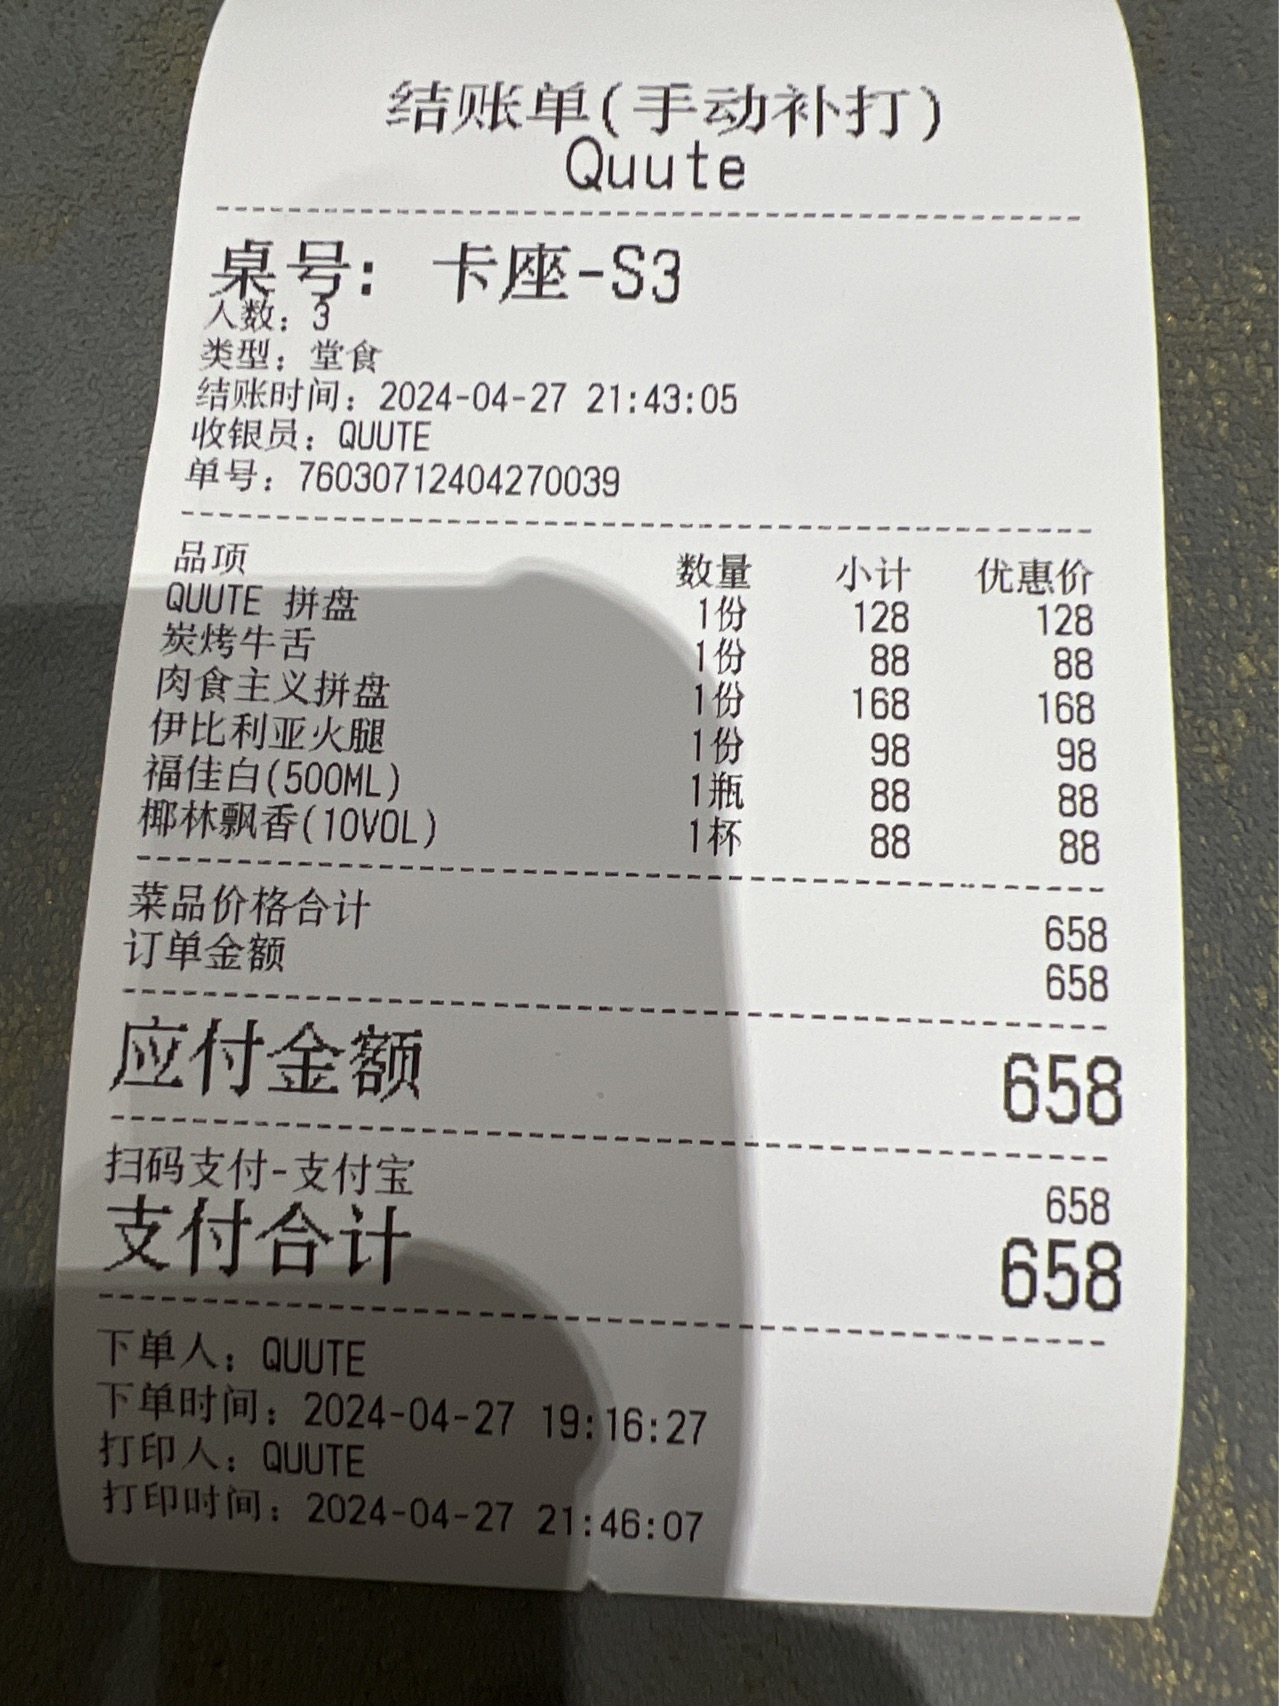 结账单(手动补打)
Quute
桌号: 卡座-S3
人数: 3
类型: 堂食
结账时间: 2024-04-27 21:43:05
收银员: QUUTE
单号: 76030712404270039
品项 数量 小计 优惠价
QUUTE 拼盘 1份 128 128
炭烤牛舌 1份 88 88
肉食主义拼盘 1份 168 168
伊比利亚火腿 1份 98 98
福佳白(500ML) 1瓶 88 88
椰林飘香(10VOL) 1杯 88 88
菜品价格合计 658
订单金额 658
应付金额 658
扫码支付-支付宝 658
支付合计 658
下单人: QUUTE
下单时间: 2024-04-27 19:16:27
打印人: QUUTE
打印时间: 2024-04-27 21:46:07